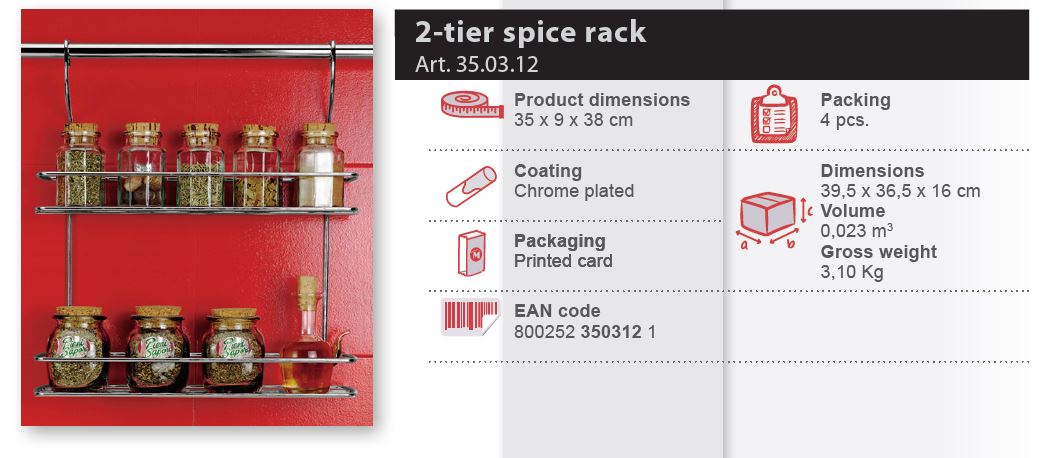 2-tier spice rack
Art. 35.03.12
Product dimensions
35 x 9 x 38 cm
Coating
Chrome plated
Packaging
Printed card
M
EAN code
800252 350312 1
Packing
4 pcs.
Dimensions
39,5 x 36,5 x 16 cm
Volume
0,023 m³
Gross weight
3,10 Kg
a
b
c